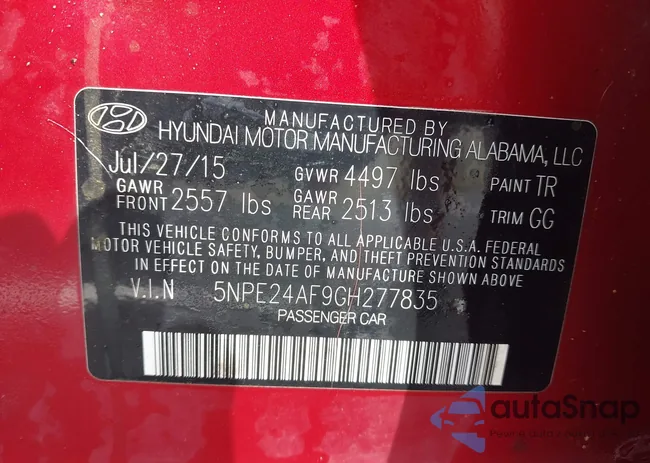 MANUFACTURED BY
HYUNDAI MOTOR MANUFACTURING ALABAMA, LLC
Jul/27/15 GVWR 4497 lbs PAINT TR
GAWR FRONT 2557 lbs GAWR REAR 2513 lbs TRIM GG
THIS VEHICLE CONFORMS TO ALL APPLICABLE U.S.A. FEDERAL
MOTOR VEHICLE SAFETY, BUMPER, AND THEFT PREVENTION STANDARDS
IN EFFECT ON THE DATE OF MANUFACTURE SHOWN ABOVE
V.I.N 5NPE24AF9GH277835
PASSENGER CAR
autaSnap